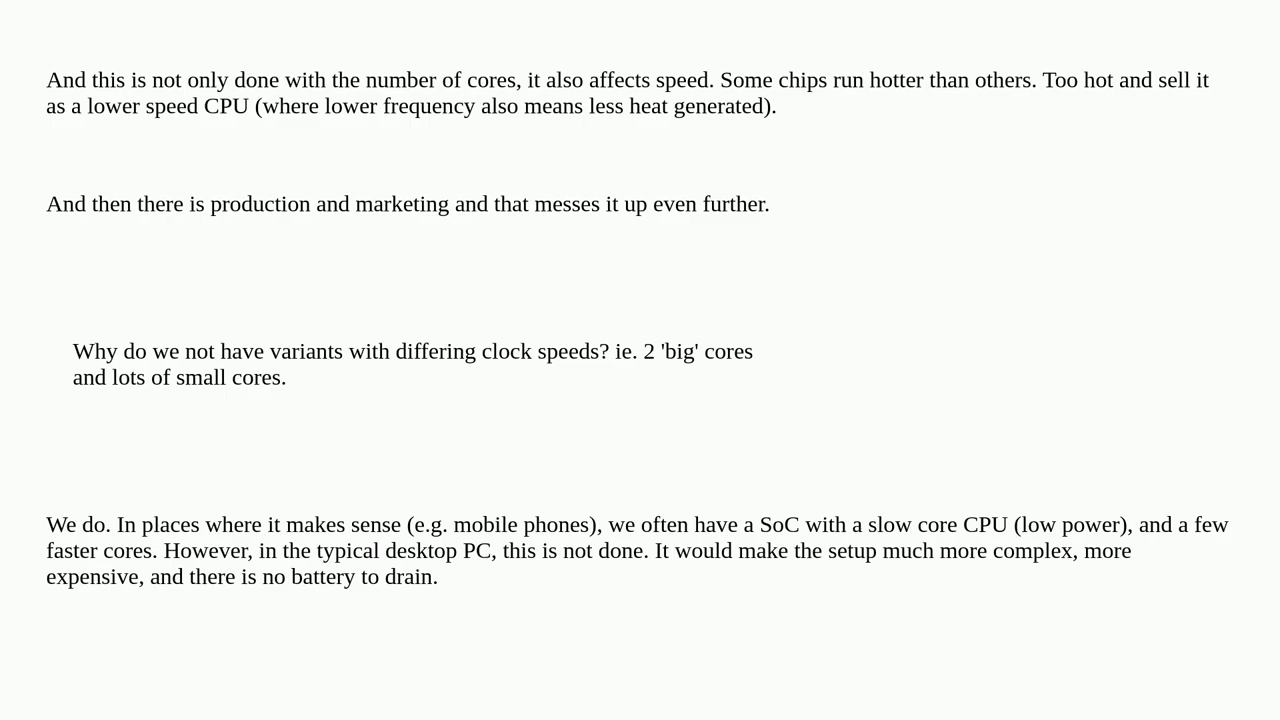 And this is not only done with the number of cores, it also affects speed. Some chips run hotter than others. Too hot and sell it
as a lower speed CPU (where lower frequency also means less heat generated).
And then there is production and marketing and that messes it up even further.
Why do we not have variants with differing clock speeds? ie. 2 'big' cores
and lots of small cores.
We do. In places where it makes sense (e.g. mobile phones), we often have a SoC with a slow core CPU (low power), and a few
faster cores. However, in the typical desktop PC, this is not done. It would make the setup much more complex, more
expensive, and there is no battery to drain.